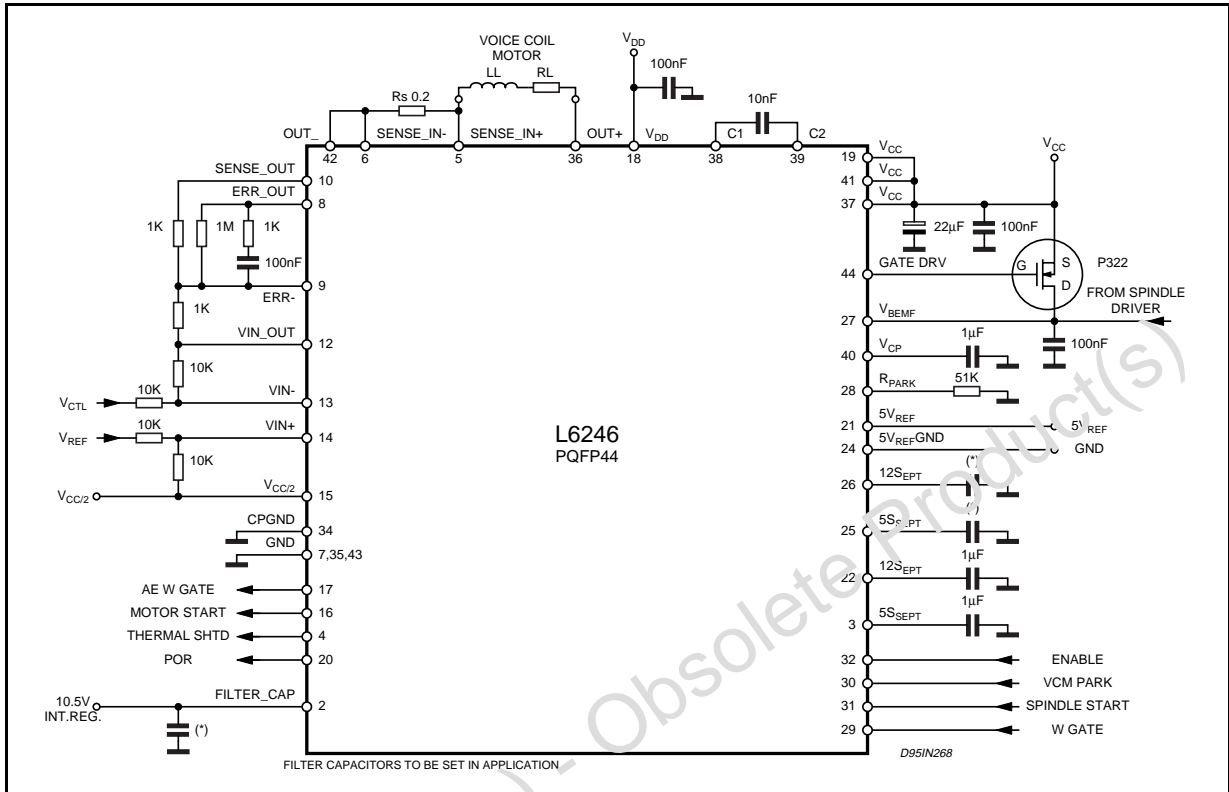 VOICE COIL
MOTOR
LL
RL
Rs 0.2
VDD
100nF
10nF
OUT_
SENSE_IN-
SENSE_IN+
OUT+
VDD
C1
C2
42
6
5
36
18
38
39
SENSE_OUT
10
ERR_OUT
8
1K
1M
1K
100nF
9
ERR-
1K
VIN_OUT
12
10K
10K
VCTL
VIN-
13
10K
VREF
VIN+
14
10K
VCC/2
VCC/2
15
CPGND
34
GND
7,35,43
AE W GATE
17
MOTOR START
16
THERMAL SHTD
4
POR
20
10.5V
INT.REG.
FILTER_CAP
2
(*)
L6246
PQFP44
19
VCC
41
VCC
37
VCC
VCC
22µF
100nF
44
GATE DRV
G
S
D
P322
FROM SPINDLE
DRIVER
27
VBEMF
100nF
40
VCP
1µF
28
RPARK
51K
21
5VREF
5VREF
24
5VREFGND
GND
26
12SEPT
(*)
25
5SSEPT
(*)
22
12SEPT
1µF
3
5SSEPT
1µF
32
ENABLE
30
VCM PARK
31
SPINDLE START
29
W GATE
D95IN268
FILTER CAPACITORS TO BE SET IN APPLICATION
) - Obsolete Product(s)